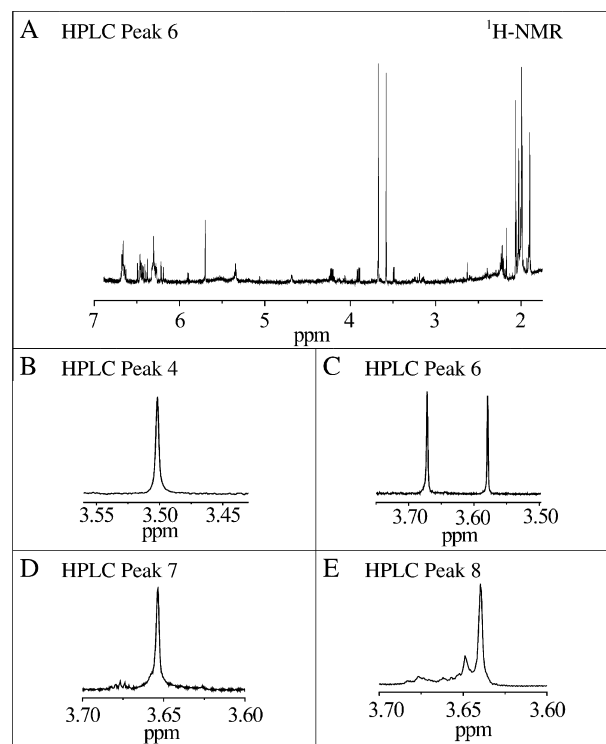 A HPLC Peak 6 ¹H-NMR
7 6 5 4 3 2
ppm
B HPLC Peak 4
3.55 3.50 3.45
ppm
C HPLC Peak 6
3.70 3.60 3.50
ppm
D HPLC Peak 7
3.70 3.65 3.60
ppm
E HPLC Peak 8
3.70 3.65 3.60
ppm